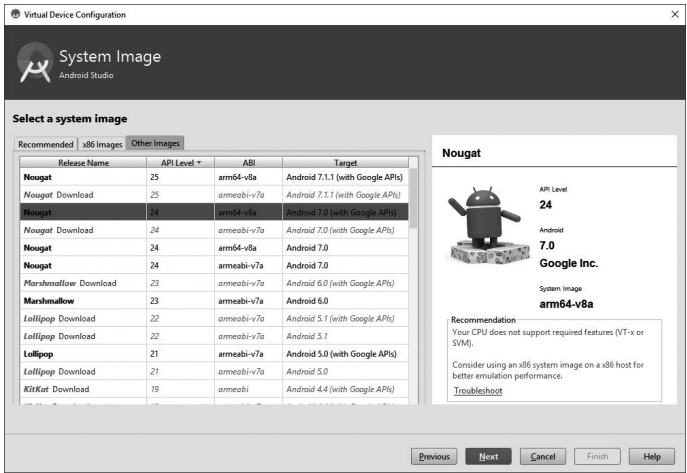 Virtual Device Configuration
System Image
Android Studio
Select a system image
Recommended x86 Images Other Images
Release Name API Level ABI Target
Nougat 25 arm64-v8a Android 7.1.1 (with Google APIs)
Nougat Download 25 armeabi-v7a Android 7.1.1 (with Google APIs)
Nougat 24 arm64-v8a Android 7.0 (with Google APIs)
Nougat Download 24 armeabi-v7a Android 7.0 (with Google APIs)
Nougat 24 arm64-v8a Android 7.0
Nougat 24 armeabi-v7a Android 7.0
Marshmallow Download 23 armeabi-v7a Android 6.0 (with Google APIs)
Marshmallow 23 armeabi-v7a Android 6.0
Lollipop Download 22 armeabi-v7a Android 5.1 (with Google APIs)
Lollipop Download 22 armeabi-v7a Android 5.1
Lollipop 21 armeabi-v7a Android 5.0 (with Google APIs)
Lollipop Download 21 armeabi-v7a Android 5.0
KitKat Download 19 armeabi Android 4.4 (with Google APIs)
Nougat
API Level
24
Android
7.0
Google Inc.
System Image
arm64-v8a
Recommendation
Your CPU does not support required features (VT-x or
SVM).
Consider using an x86 system image on a x86 host for
better emulation performance.
Troubleshoot
Previous Next Cancel Finish Help